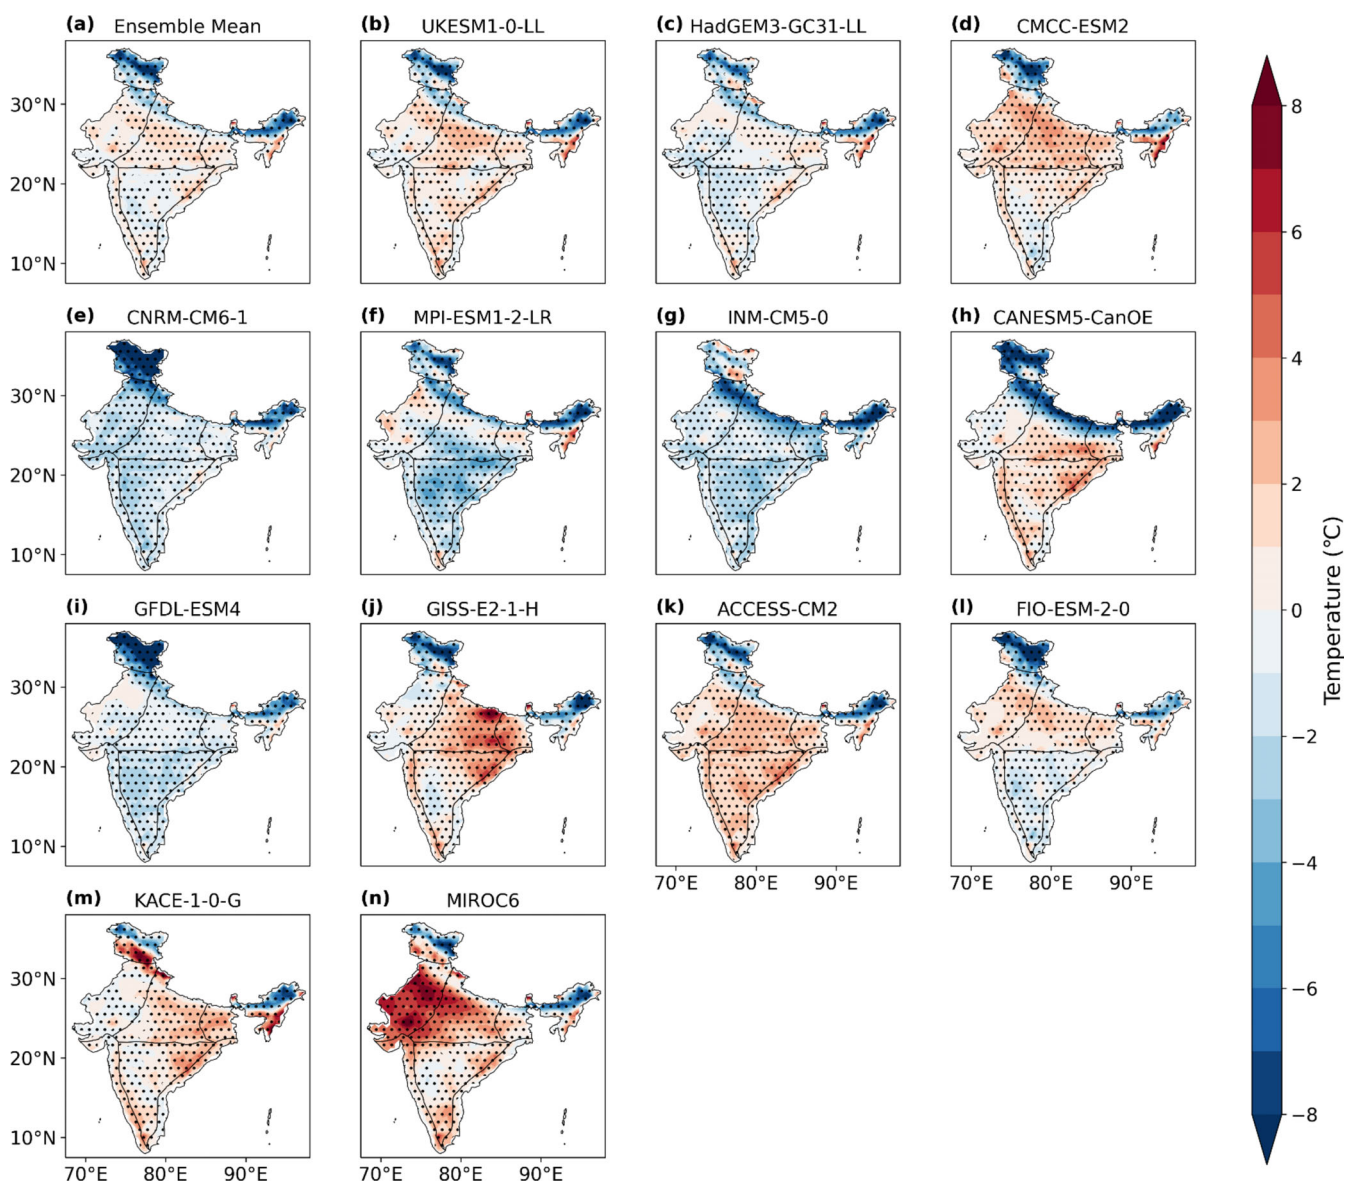 (a) Ensemble Mean
(b) UKESM1-0-LL
(c) HadGEM3-GC31-LL
(d) CMCC-ESM2
30°N
20°N
10°N
(e) CNRM-CM6-1
(f) MPI-ESM1-2-LR
(g) INM-CM5-0
(h) CANESM5-CanOE
30°N
20°N
10°N
(i) GFDL-ESM4
(j) GISS-E2-1-H
(k) ACCESS-CM2
(l) FIO-ESM-2-0
30°N
20°N
10°N
70°E 80°E 90°E
70°E 80°E 90°E
(m) KACE-1-0-G
(n) MIROC6
30°N
20°N
10°N
70°E 80°E 90°E
70°E 80°E 90°E
8
6
4
2
0
−2
−4
−6
−8
Temperature (°C)